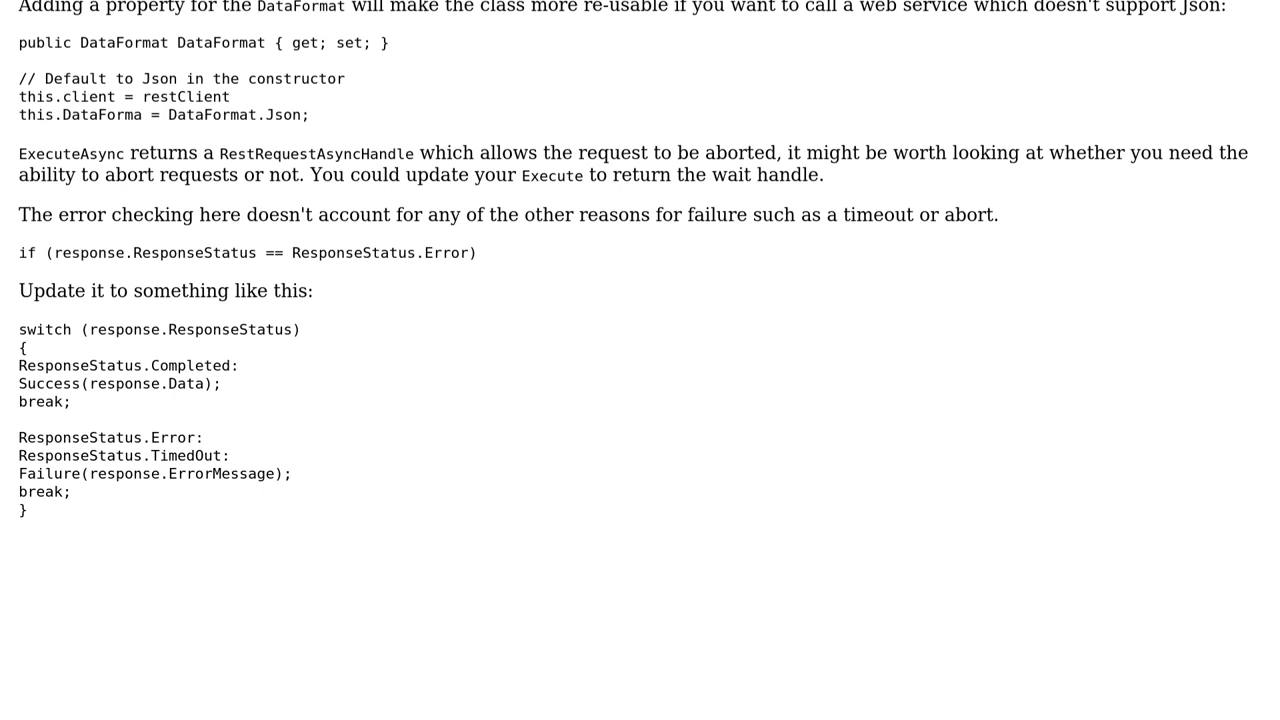 Adding a property for the DataFormat will make the class more re-usable if you want to call a web service which doesn't support Json:
public DataFormat DataFormat { get; set; }
// Default to Json in the constructor
this.client = restClient
this.DataForma = DataFormat.Json;
ExecuteAsync returns a RestRequestAsyncHandle which allows the request to be aborted, it might be worth looking at whether you need the
ability to abort requests or not. You could update your Execute to return the wait handle.
The error checking here doesn't account for any of the other reasons for failure such as a timeout or abort.
if (response.ResponseStatus == ResponseStatus.Error)
Update it to something like this:
switch (response.ResponseStatus)
{
ResponseStatus.Completed:
Success(response.Data);
break;
ResponseStatus.Error:
ResponseStatus.TimedOut:
Failure(response.ErrorMessage);
break;
}